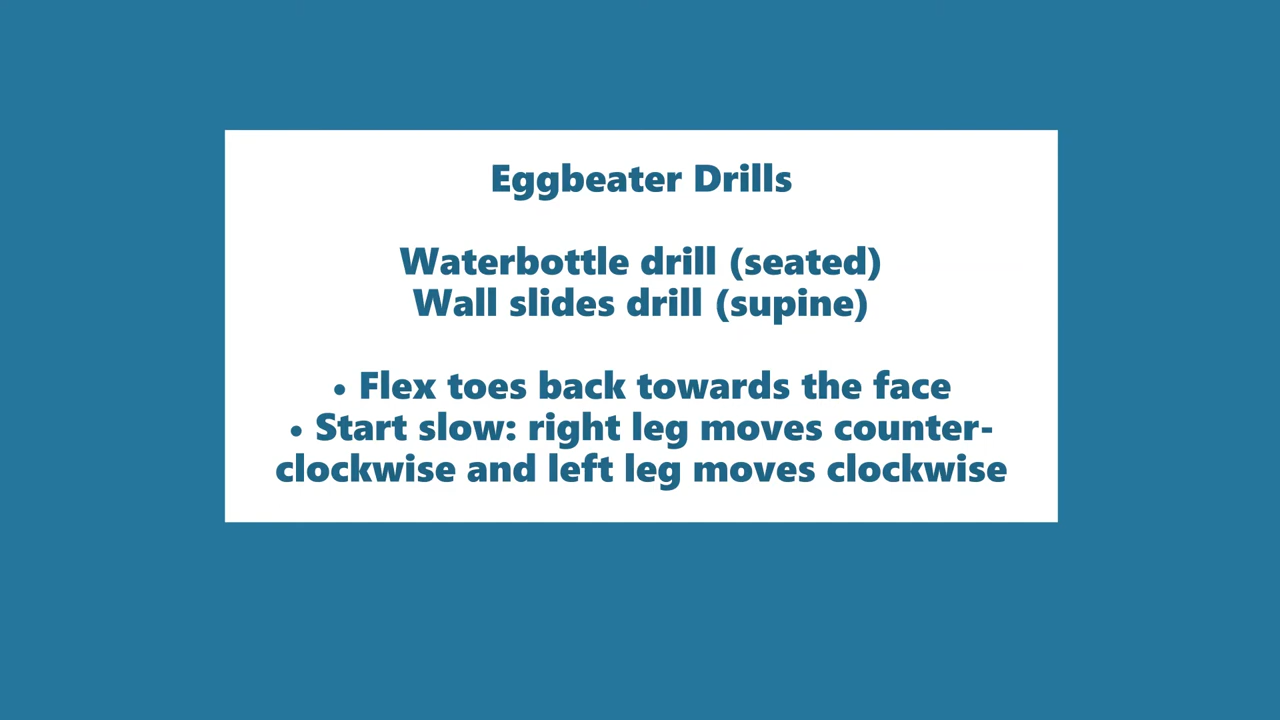 Eggbeater Drills
Waterbottle drill (seated)
Wall slides drill (supine)
• Flex toes back towards the face
• Start slow: right leg moves counter-
clockwise and left leg moves clockwise